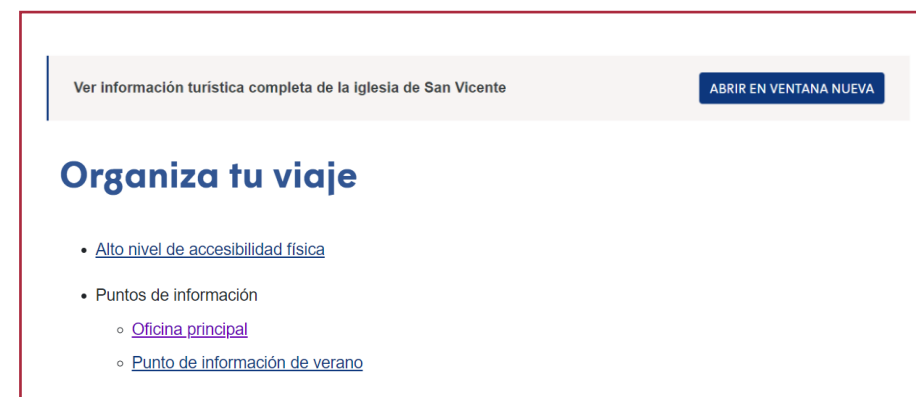 Ver información turística completa de la iglesia de San Vicente
ABRIR EN VENTANA NUEVA
Organiza tu viaje
Alto nivel de accesibilidad física
Puntos de información
Oficina principal
Punto de información de verano